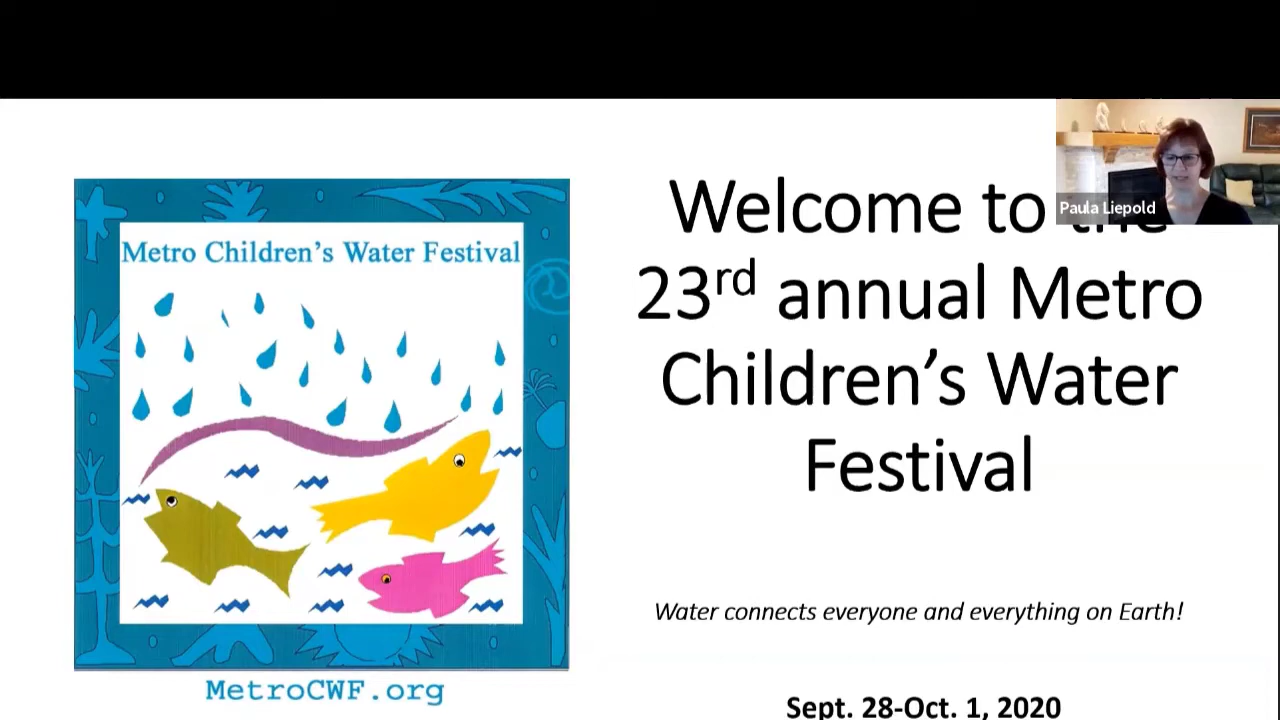 Metro Children's Water Festival
MetroCWF.org
Paula Liepold
Welcome to the
23rd annual Metro
Children’s Water
Festival
Water connects everyone and everything on Earth!
Sept. 28-Oct. 1, 2020